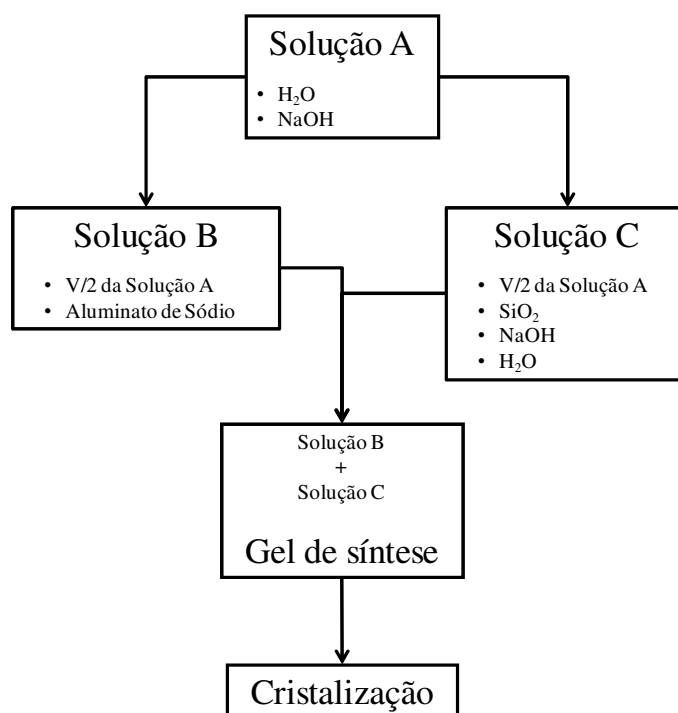 Solução A
• H₂O
• NaOH
Solução B
• V/2 da Solução A
• Aluminato de Sódio
Solução C
• V/2 da Solução A
• SiO₂
• NaOH
• H₂O
Solução B
+
Solução C
Gel de síntese
Cristalização